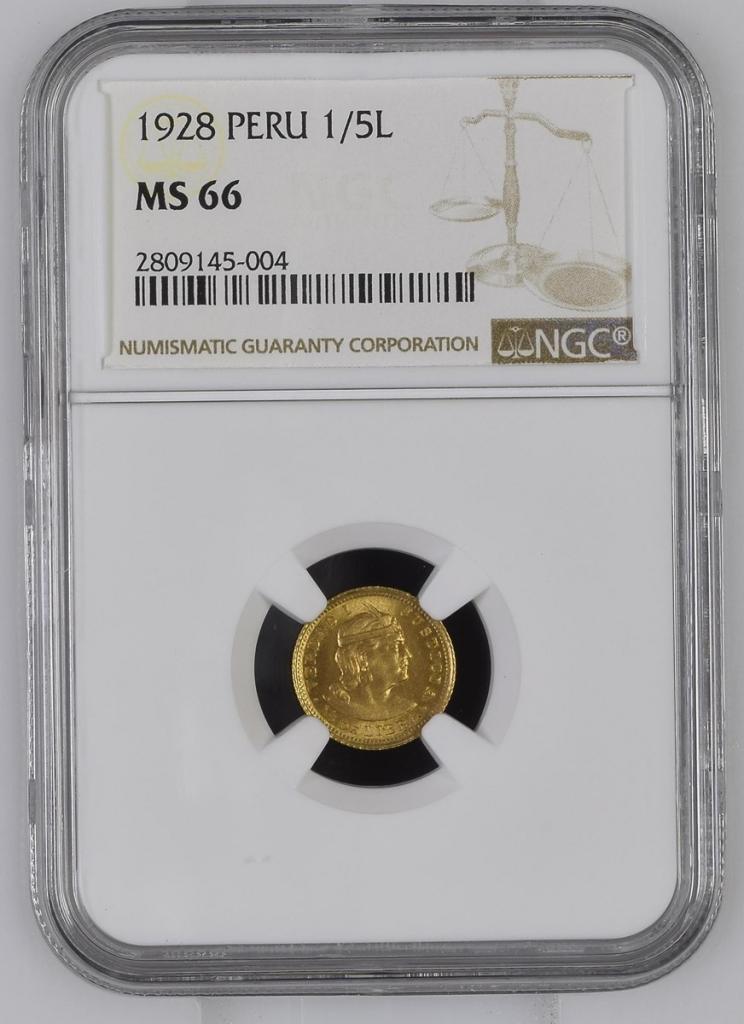 1928 PERU 1/5L
MS 66
2809145-004
NUMISMATIC GUARANTY CORPORATION
NGC®